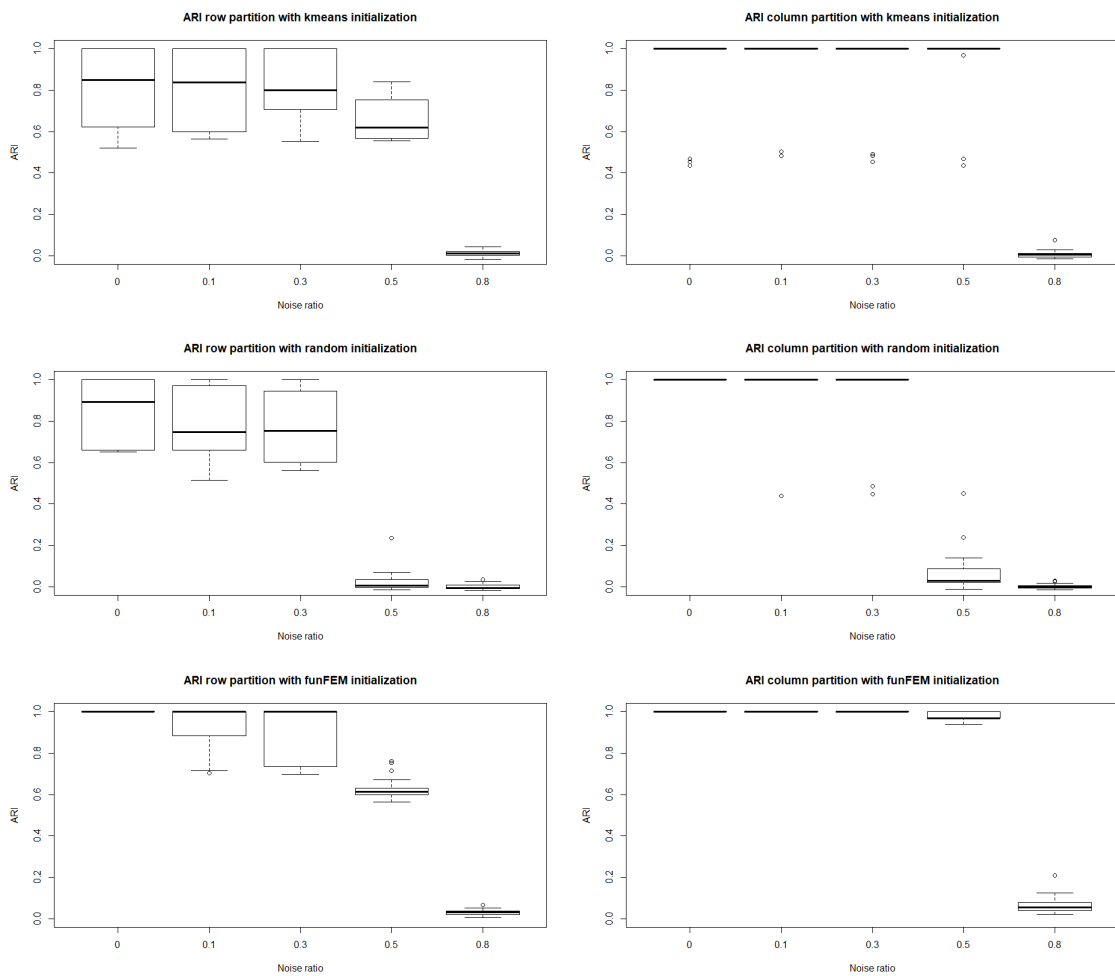 ARI row partition with kmeans initialization
ARI
0.0 0.2 0.4 0.6 0.8 1.0
0 0.1 0.3 0.5 0.8
Noise ratio
ARI column partition with kmeans initialization
ARI
0.0 0.2 0.4 0.6 0.8 1.0
0 0.1 0.3 0.5 0.8
Noise ratio
ARI row partition with random initialization
ARI
0.0 0.2 0.4 0.6 0.8 1.0
0 0.1 0.3 0.5 0.8
Noise ratio
ARI column partition with random initialization
ARI
0.0 0.2 0.4 0.6 0.8 1.0
0 0.1 0.3 0.5 0.8
Noise ratio
ARI row partition with funFEM initialization
ARI
0.0 0.2 0.4 0.6 0.8 1.0
0 0.1 0.3 0.5 0.8
Noise ratio
ARI column partition with funFEM initialization
ARI
0.0 0.2 0.4 0.6 0.8 1.0
0 0.1 0.3 0.5 0.8
Noise ratio